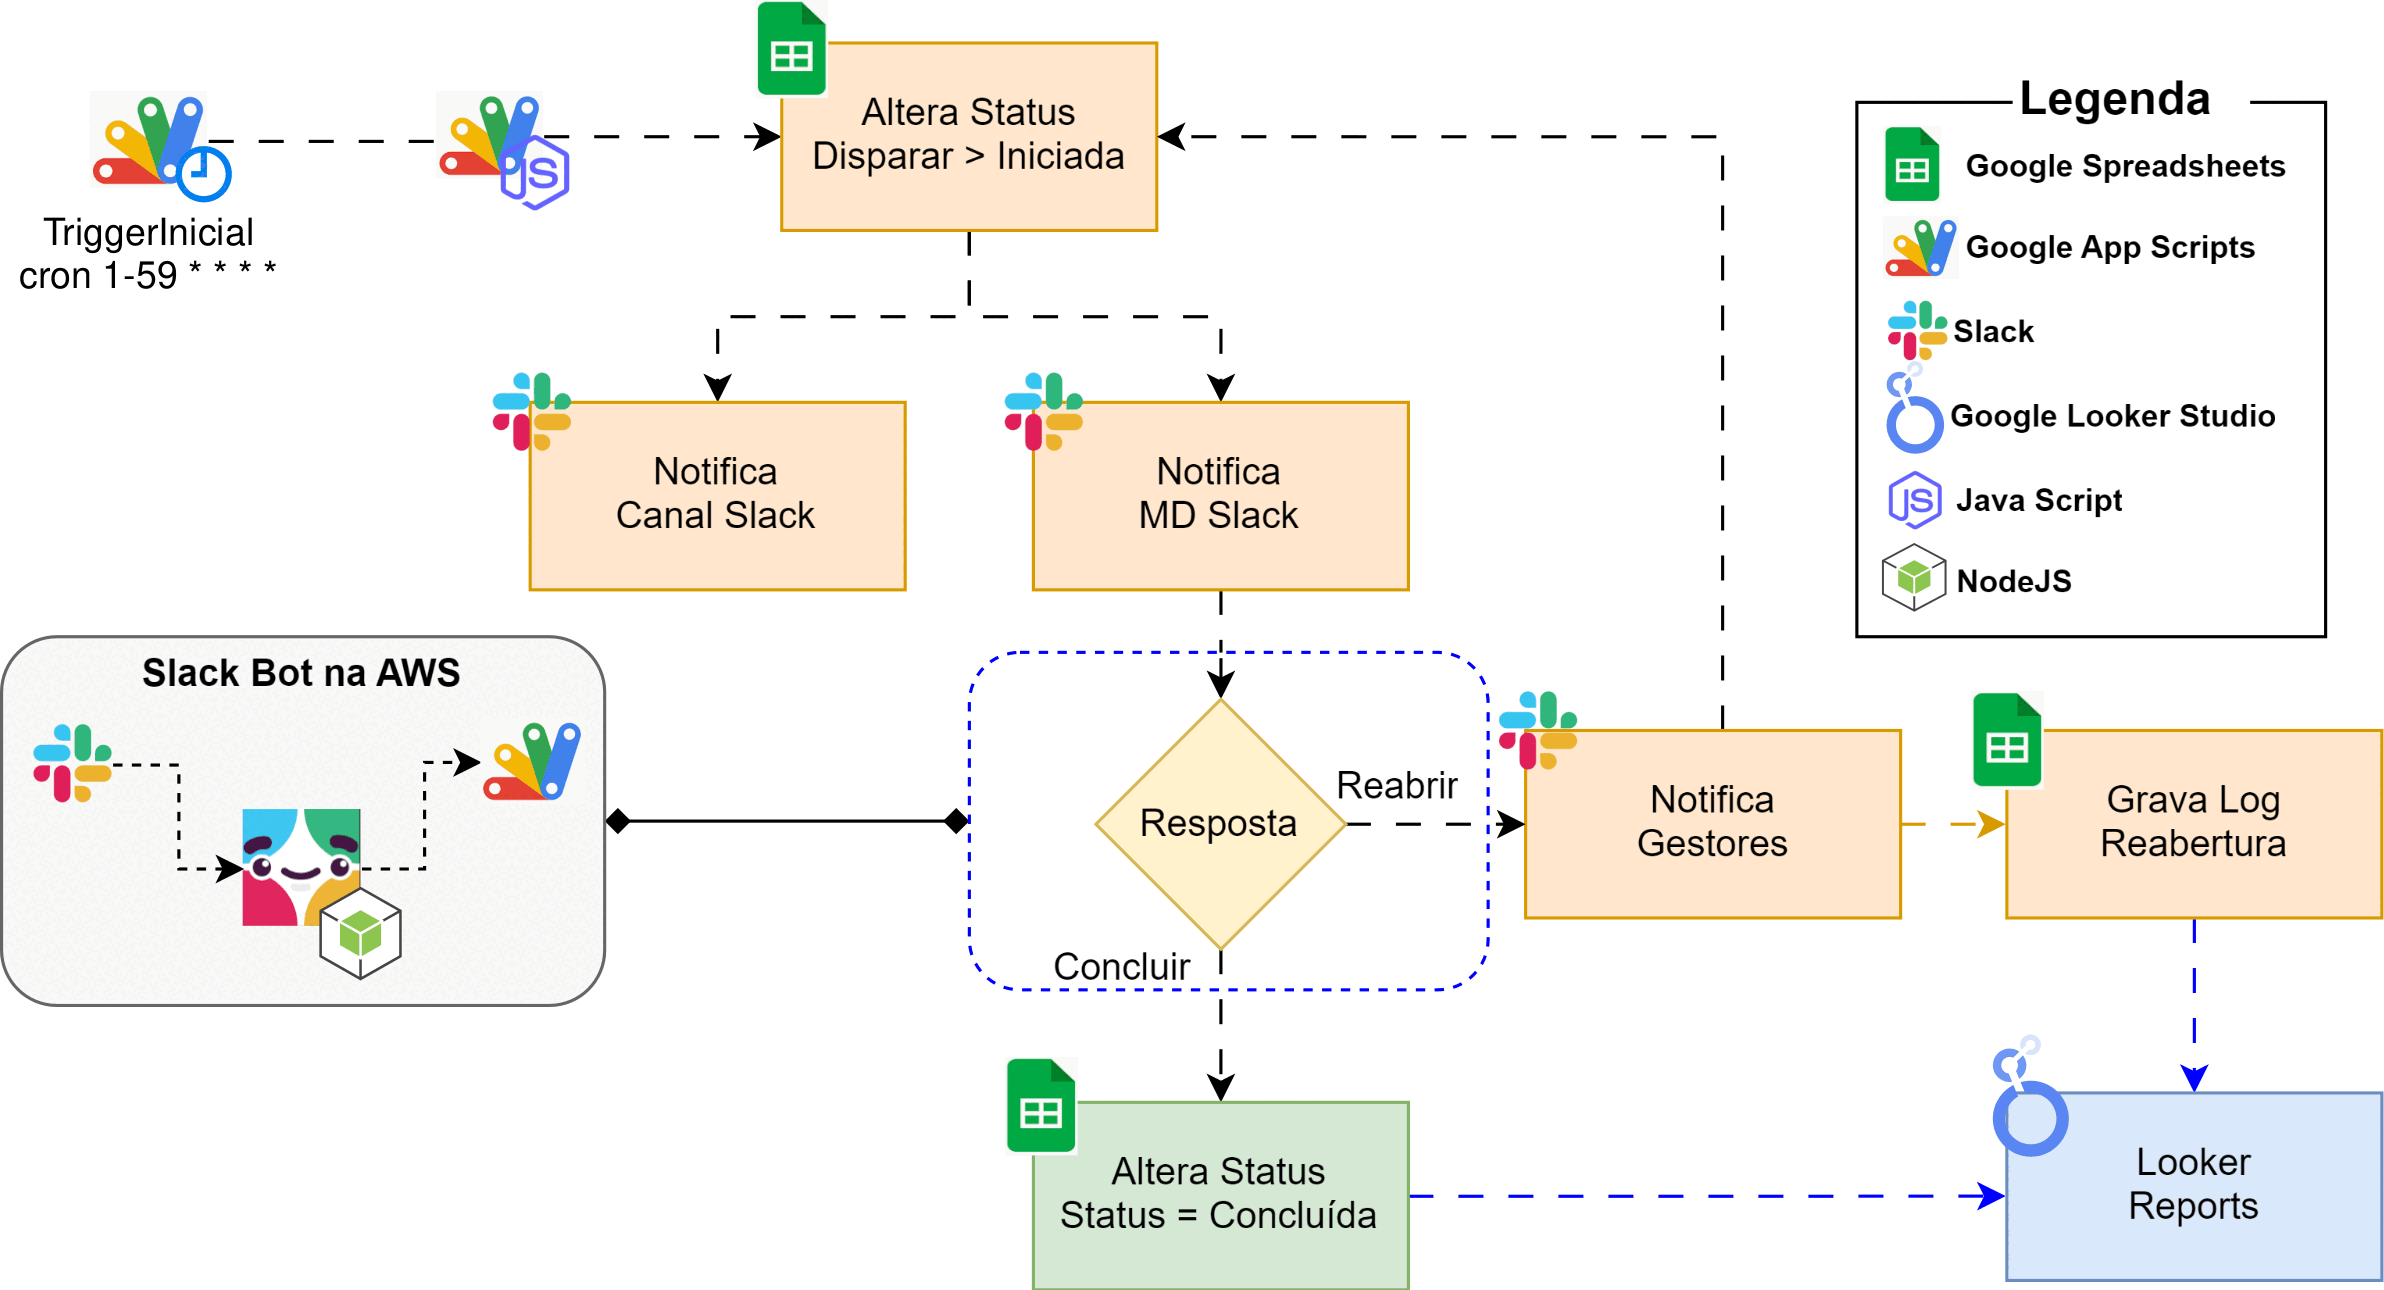 Altera Status
Disparar > Iniciada
TriggerInicial
cron 1-59 * * * *
JS
Legenda
Google Spreadsheets
Google App Scripts
Slack
Google Looker Studio
JS
Java Script
NodeJS
Notifica
Canal Slack
Notifica
MD Slack
Slack Bot na AWS
Resposta
Reabrir
Concluir
Notifica
Gestores
Grava Log
Reabertura
Altera Status
Status = Concluída
Looker
Reports